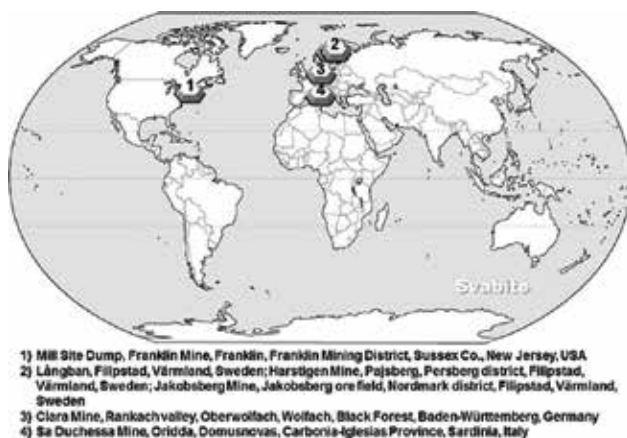 2
3
1
4
Svabite
1) Mill Site Dump, Franklin Mine, Franklin, Franklin Mining District, Sussex Co., New Jersey, USA
2) Långban, Filipstad, Värmland, Sweden; Harstigen Mine, Pajsberg, Persberg district, Filipstad,
Värmland, Sweden; Jakobsberg Mine, Jakobsberg ore field, Nordmark district, Filipstad, Värmland,
Sweden
3) Clara Mine, Rankach valley, Oberwolfach, Wolfach, Black Forest, Baden-Württemberg, Germany
4) Sa Duchessa Mine, Oridda, Domusnovas, Carbonia-Iglesias Province, Sardinia, Italy